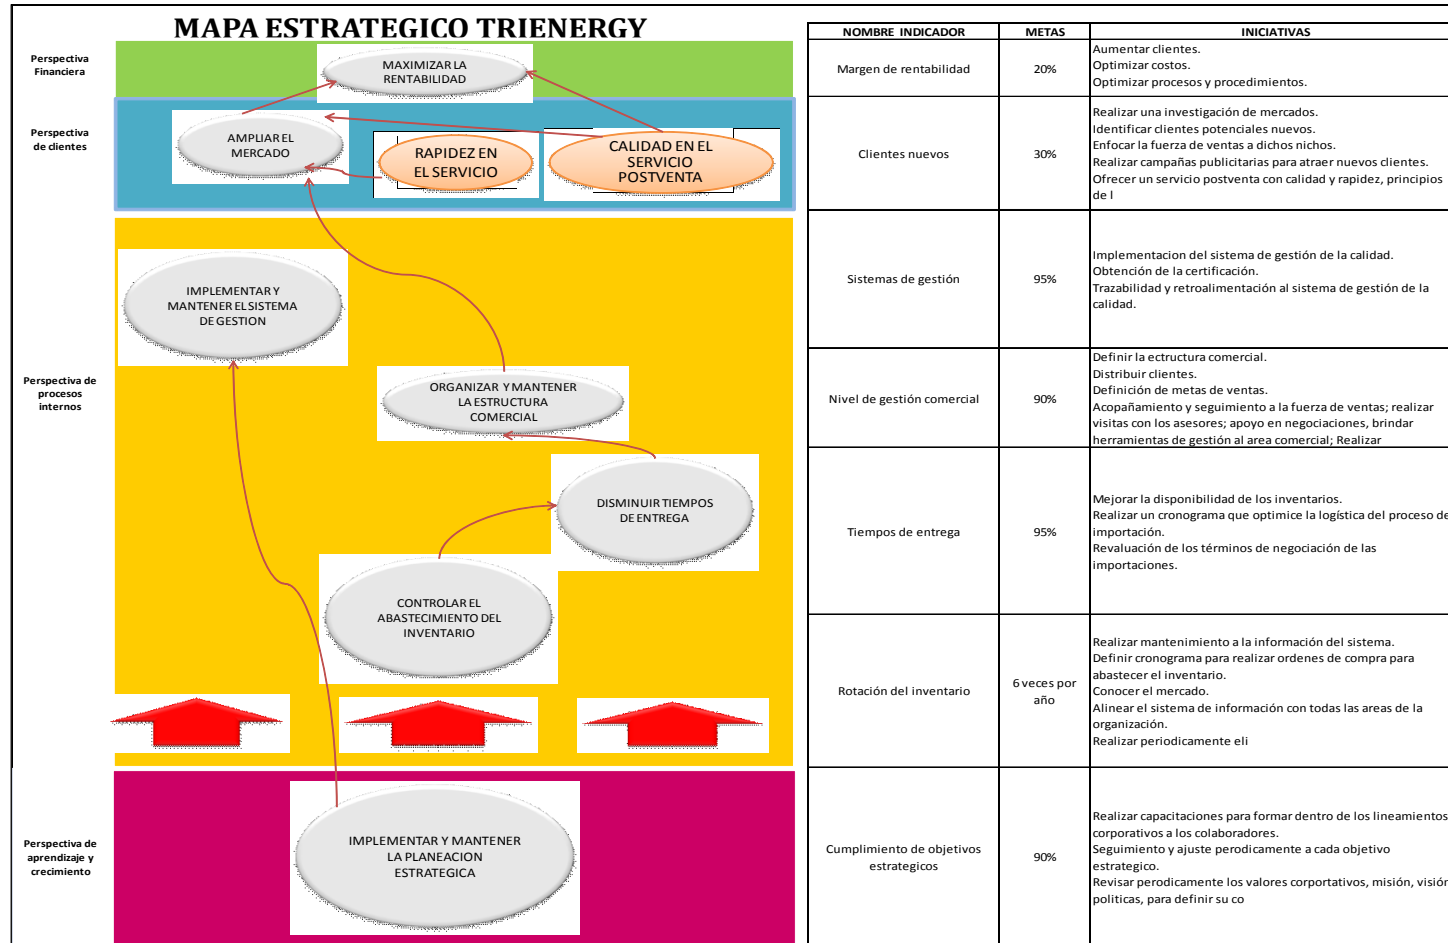 MAPA ESTRATEGICO TRIENERGY
Perspectiva
Financiera
MAXIMIZAR LA
RENTABILIDAD
Perspectiva
de clientes
AMPLIAR EL
MERCADO
RAPIDEZ EN
EL SERVICIO
CALIDAD EN EL
SERVICIO
POSTVENTA
Perspectiva de
procesos
internos
IMPLEMENTAR Y
MANTENER EL SISTEMA
DE GESTION
ORGANIZAR Y MANTENER
LA ESTRUCTURA
COMERCIAL
DISMINUIR TIEMPOS
DE ENTREGA
CONTROLAR EL
ABASTECIMIENTO DEL
INVENTARIO
Perspectiva de
aprendizaje y
crecimiento
IMPLEMENTAR Y MANTENER
LA PLANEACION
ESTRATEGICA
NOMBRE INDICADOR METAS INICIATIVAS
Margen de rentabilidad
20%
Aumentar clientes.
Optimizar costos.
Optimizar procesos y procedimientos.
Clientes nuevos
30%
Realizar una investigación de mercados.
Identificar clientes potenciales nuevos.
Enfocar la fuerza de ventas a dichos nichos.
Realizar campañas publicitarias para atraer nuevos clientes.
Ofrecer un servicio postventa con calidad y rapidez, principios
de l
Sistemas de gestión
95%
Implementacion del sistema de gestión de la calidad.
Obtención de la certificación.
Trazabilidad y retroalimentación al sistema de gestión de la
calidad.
Nivel de gestión comercial
90%
Definir la ectructura comercial.
Distribuir clientes.
Definición de metas de ventas.
Acopañamiento y seguimiento a la fuerza de ventas; realizar
visitas con los asesores; apoyo en negociaciones, brindar
herramientas de gestión al area comercial; Realizar
Tiempos de entrega
95%
Mejorar la disponibilidad de los inventarios.
Realizar un cronograma que optimice la logística del proceso de
importación.
Revaluación de los términos de negociación de las
importaciones.
Rotación del inventario
6 veces por
año
Realizar mantenimiento a la información del sistema.
Definir cronograma para realizar ordenes de compra para
abastecer el inventario.
Conocer el mercado.
Alinear el sistema de información con todas las areas de la
organización.
Realizar periodicamente eli
Cumplimiento de objetivos
estrategicos
90%
Realizar capacitaciones para formar dentro de los lineamientos
corporativos a los colaboradores.
Seguimiento y ajuste perodicamente a cada objetivo
estrategico.
Revisar perodicamente los valores corportativos, misión, visión
politicas, para definir su co